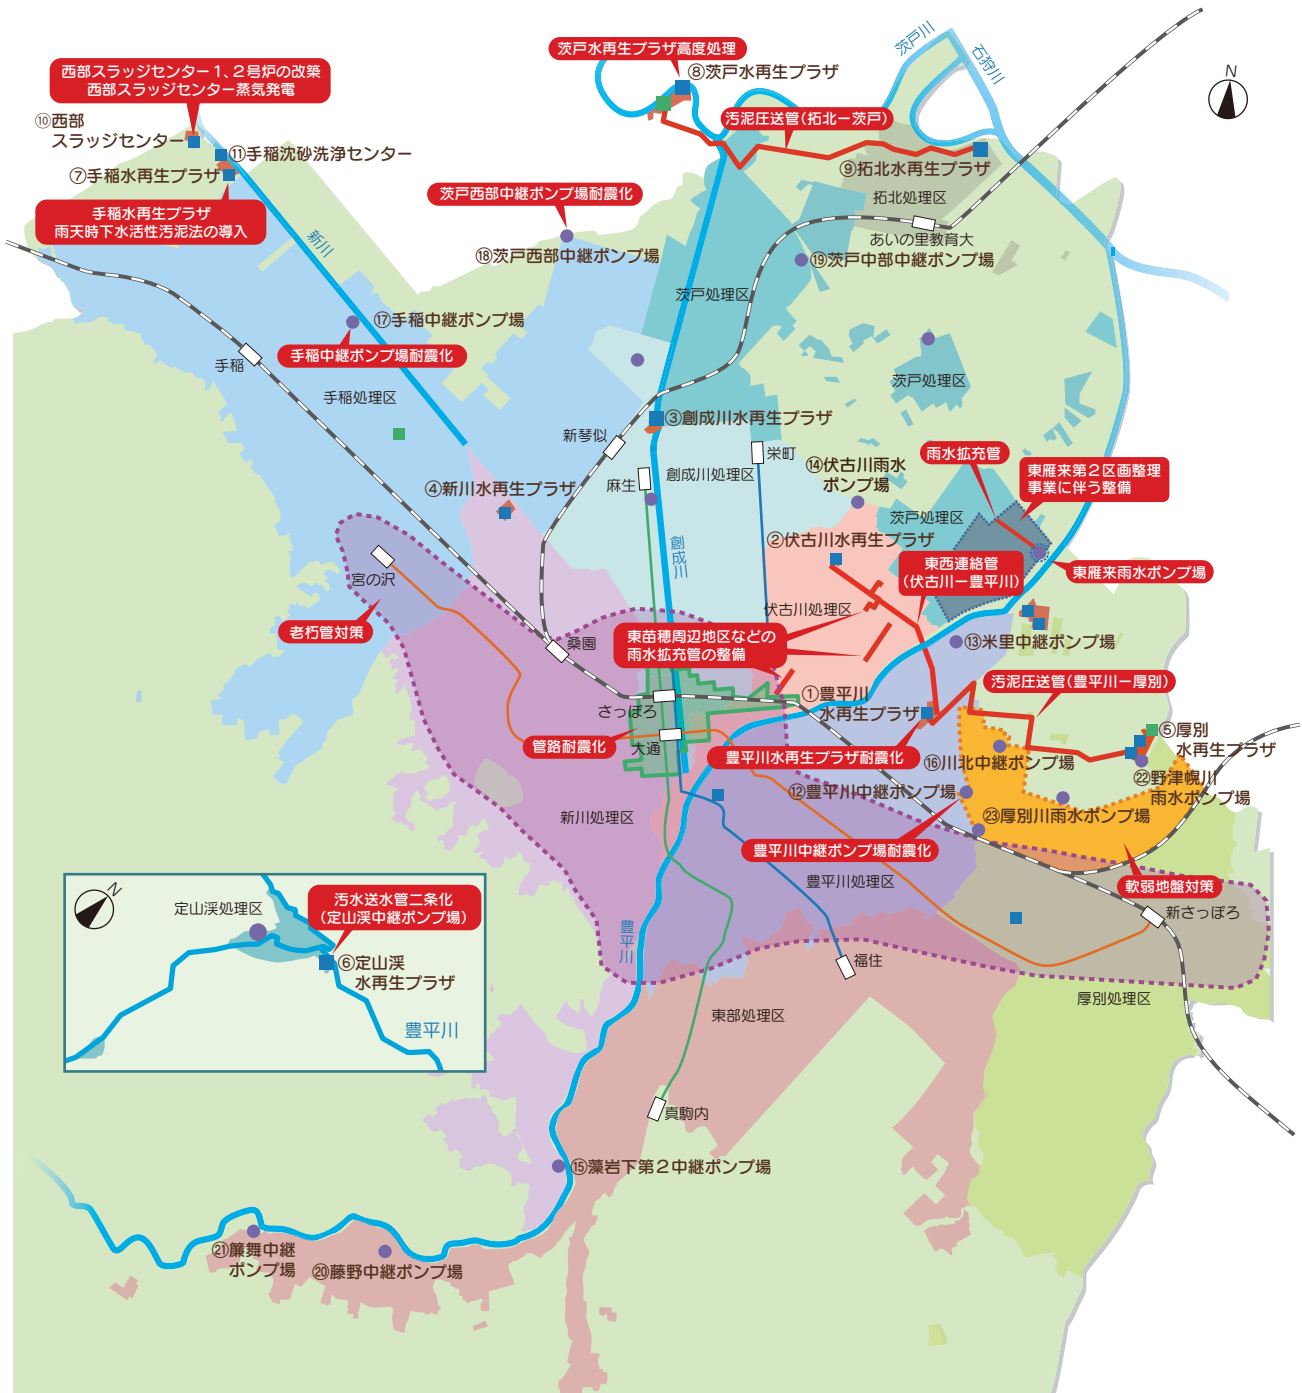 茨戸水再生プラザ高度処理
⑧茨戸水再生プラザ
茨戸川
石狩川
N
西部スラッジセンター１、２号炉の改築
西部スラッジセンター蒸気発電
⑩西部
スラッジセンター
⑪手稲沈砂洗浄センター
⑦手稲水再生プラザ
手稲水再生プラザ
雨天時下水活性汚泥法の導入
新川
汚泥圧送管（拓北ー茨戸）
⑨拓北水再生プラザ
拓北処理区
あいの里教育大
茨戸西部中継ポンプ場耐震化
⑱茨戸西部中継ポンプ場
⑲茨戸中部中継ポンプ場
茨戸処理区
⑰手稲中継ポンプ場
手稲中継ポンプ場耐震化
手稲
手稲処理区
茨戸処理区
③創成川水再生プラザ
新琴似
栄町
麻生
創成川処理区
④新川水再生プラザ
⑭伏古川雨水
ポンプ場
雨水拡充管
東雁来第２区画整理
事業に伴う整備
茨戸処理区
②伏古川水再生プラザ
創成川
東西連絡管
（伏古川ー豊平川）
東雁来雨水ポンプ場
宮の沢
伏古川処理区
老朽管対策
桑園
東苗穂周辺地区などの
雨水拡充管の整備
⑬米里中継ポンプ場
汚泥圧送管（豊平川ー厚別）
①豊平川
水再生プラザ
さっぽろ
管路耐震化
大通
豊平川水再生プラザ耐震化
⑯川北中継ポンプ場
⑤厚別
水再生プラザ
㉒野津幌川
雨水ポンプ場
⑫豊平川中継ポンプ場
㉓厚別川雨水ポンプ場
新川処理区
豊平川中継ポンプ場耐震化
豊平川処理区
軟弱地盤対策
新さっぽろ
N
定山渓処理区
汚水送水管二条化
（定山渓中継ポンプ場）
⑥定山渓
水再生プラザ
豊平川
豊平川
福住
厚別処理区
東部処理区
真駒内
⑮藻岩下第２中継ポンプ場
㉑簾舞中継
ポンプ場
⑳藤野中継ポンプ場